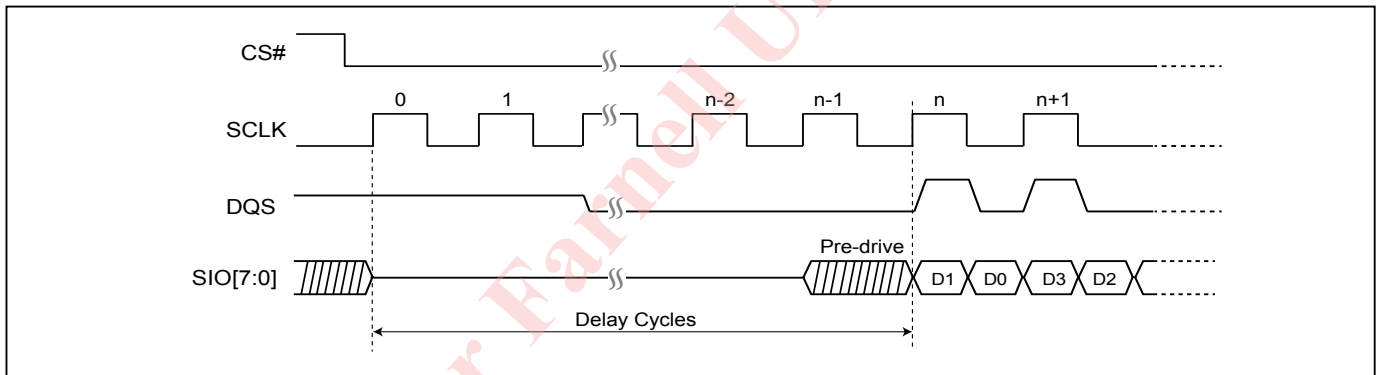 CS#
0 1 n-2 n-1 n n+1
SCLK
DQS
Pre-drive
SIO[7:0] D1 D0 D3 D2
Delay Cycles
r Farnell U